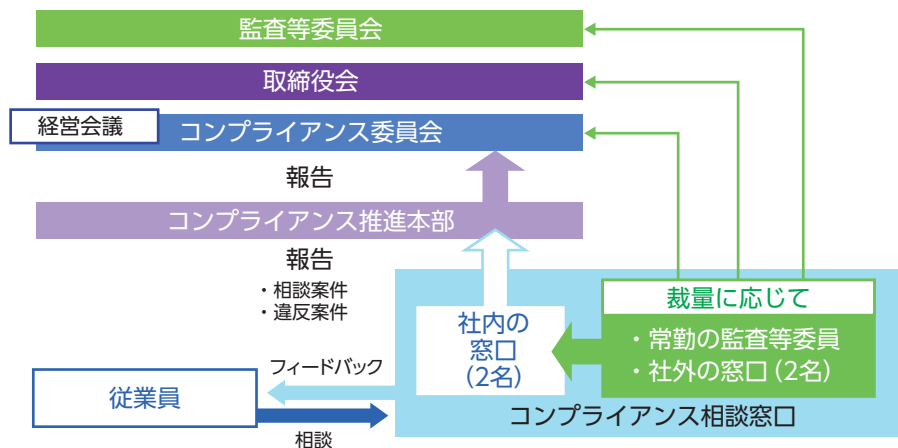 監査等委員会
取締役会
経営会議
コンプライアンス委員会
報告
コンプライアンス推進本部
報告
・相談案件
・違反案件
裁量に応じて
・常勤の監査等委員
・社外の窓口(2名)
社内の
窓口
(2名)
コンプライアンス相談窓口
フィードバック
従業員
相談